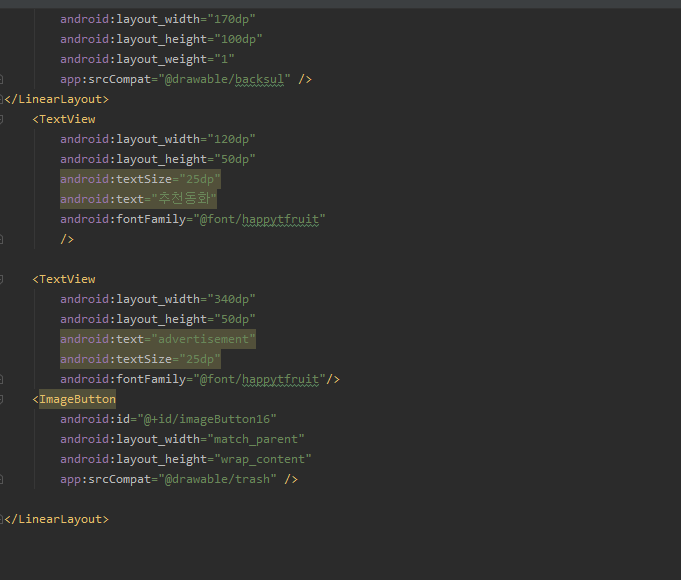 android:layout_width="170dp"
android:layout_height="100dp"
android:layout_weight="1"
app:srcCompat="@drawable/backsul" />
</LinearLayout>
<TextView
android:layout_width="120dp"
android:layout_height="50dp"
android:textSize="25dp"
android:text="추천동화"
android:fontFamily="@font/happytfruit"
/>
<TextView
android:layout_width="340dp"
android:layout_height="50dp"
android:text="advertisement"
android:textSize="25dp"
android:fontFamily="@font/happytfruit"/>
<ImageButton
android:id="@+id/imageButton16"
android:layout_width="match_parent"
android:layout_height="wrap_content"
app:srcCompat="@drawable/trash" />
</LinearLayout>